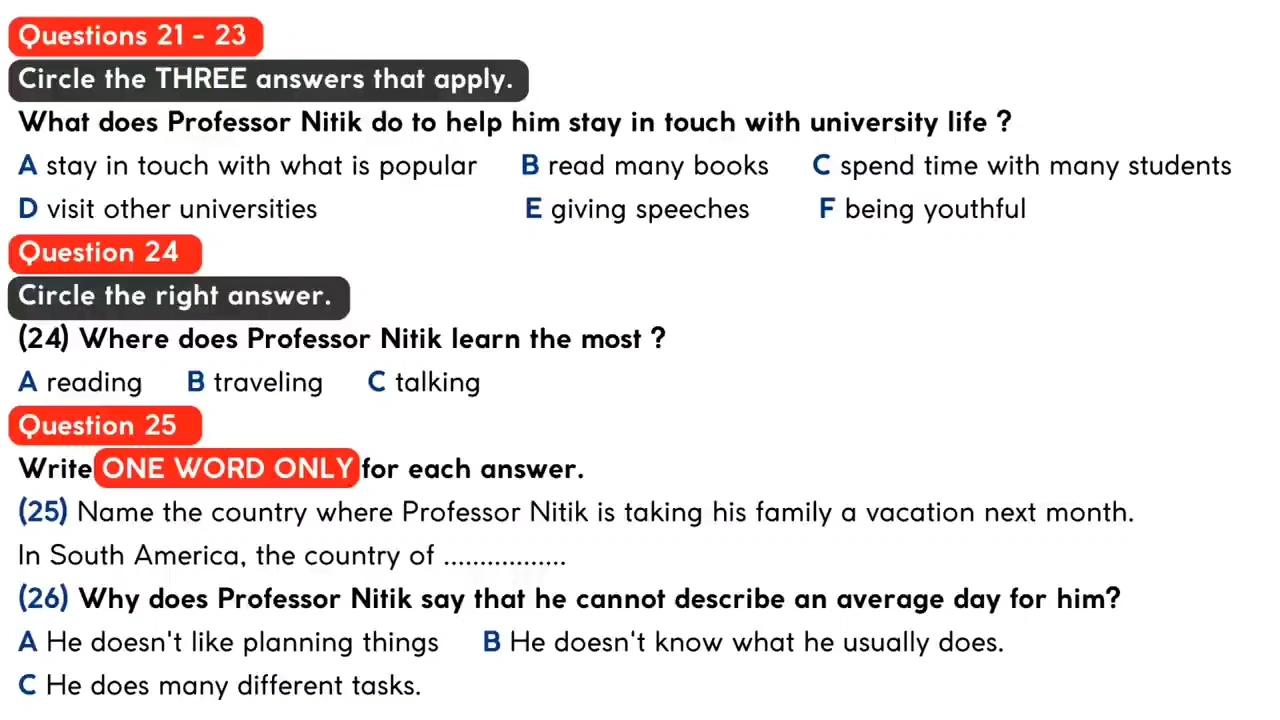 Questions 21 - 23
Circle the THREE answers that apply.
What does Professor Nitik do to help him stay in touch with university life ?
A stay in touch with what is popular B read many books C spend time with many students
D visit other universities E giving speeches F being youthful
Question 24
Circle the right answer.
(24) Where does Professor Nitik learn the most ?
A reading B traveling C talking
Question 25
Write ONE WORD ONLY for each answer.
(25) Name the country where Professor Nitik is taking his family a vacation next month.
In South America, the country of .................
(26) Why does Professor Nitik say that he cannot describe an average day for him?
A He doesn't like planning things B He doesn't know what he usually does.
C He does many different tasks.